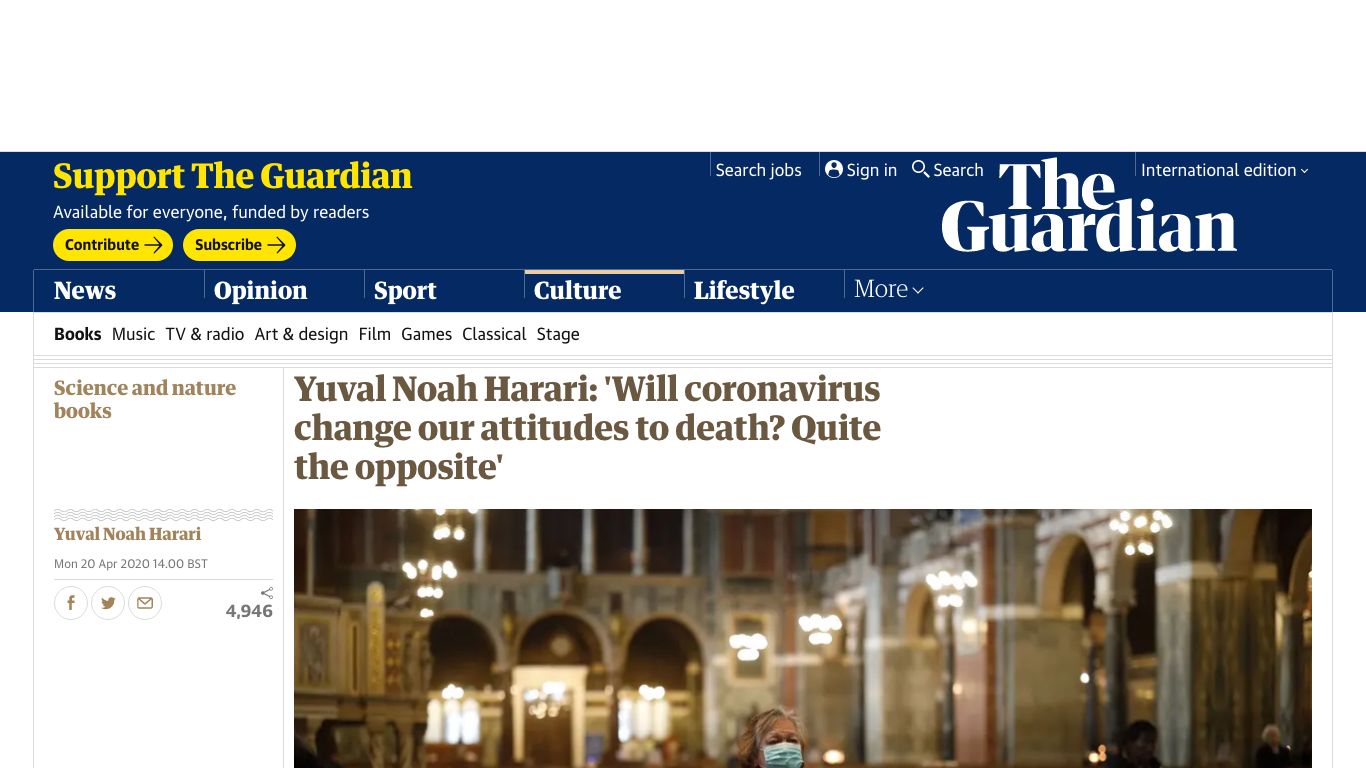 Support The Guardian
Available for everyone, funded by readers
Contribute
Subscribe
Search jobs
Sign in
Search
International edition
The
Guardian
News
Opinion
Sport
Culture
Lifestyle
More
Books Music TV & radio Art & design Film Games Classical Stage
Science and nature
books
Yuval Noah Harari: 'Will coronavirus
change our attitudes to death? Quite
the opposite'
Yuval Noah Harari
Mon 20 Apr 2020 14.00 BST
4,946